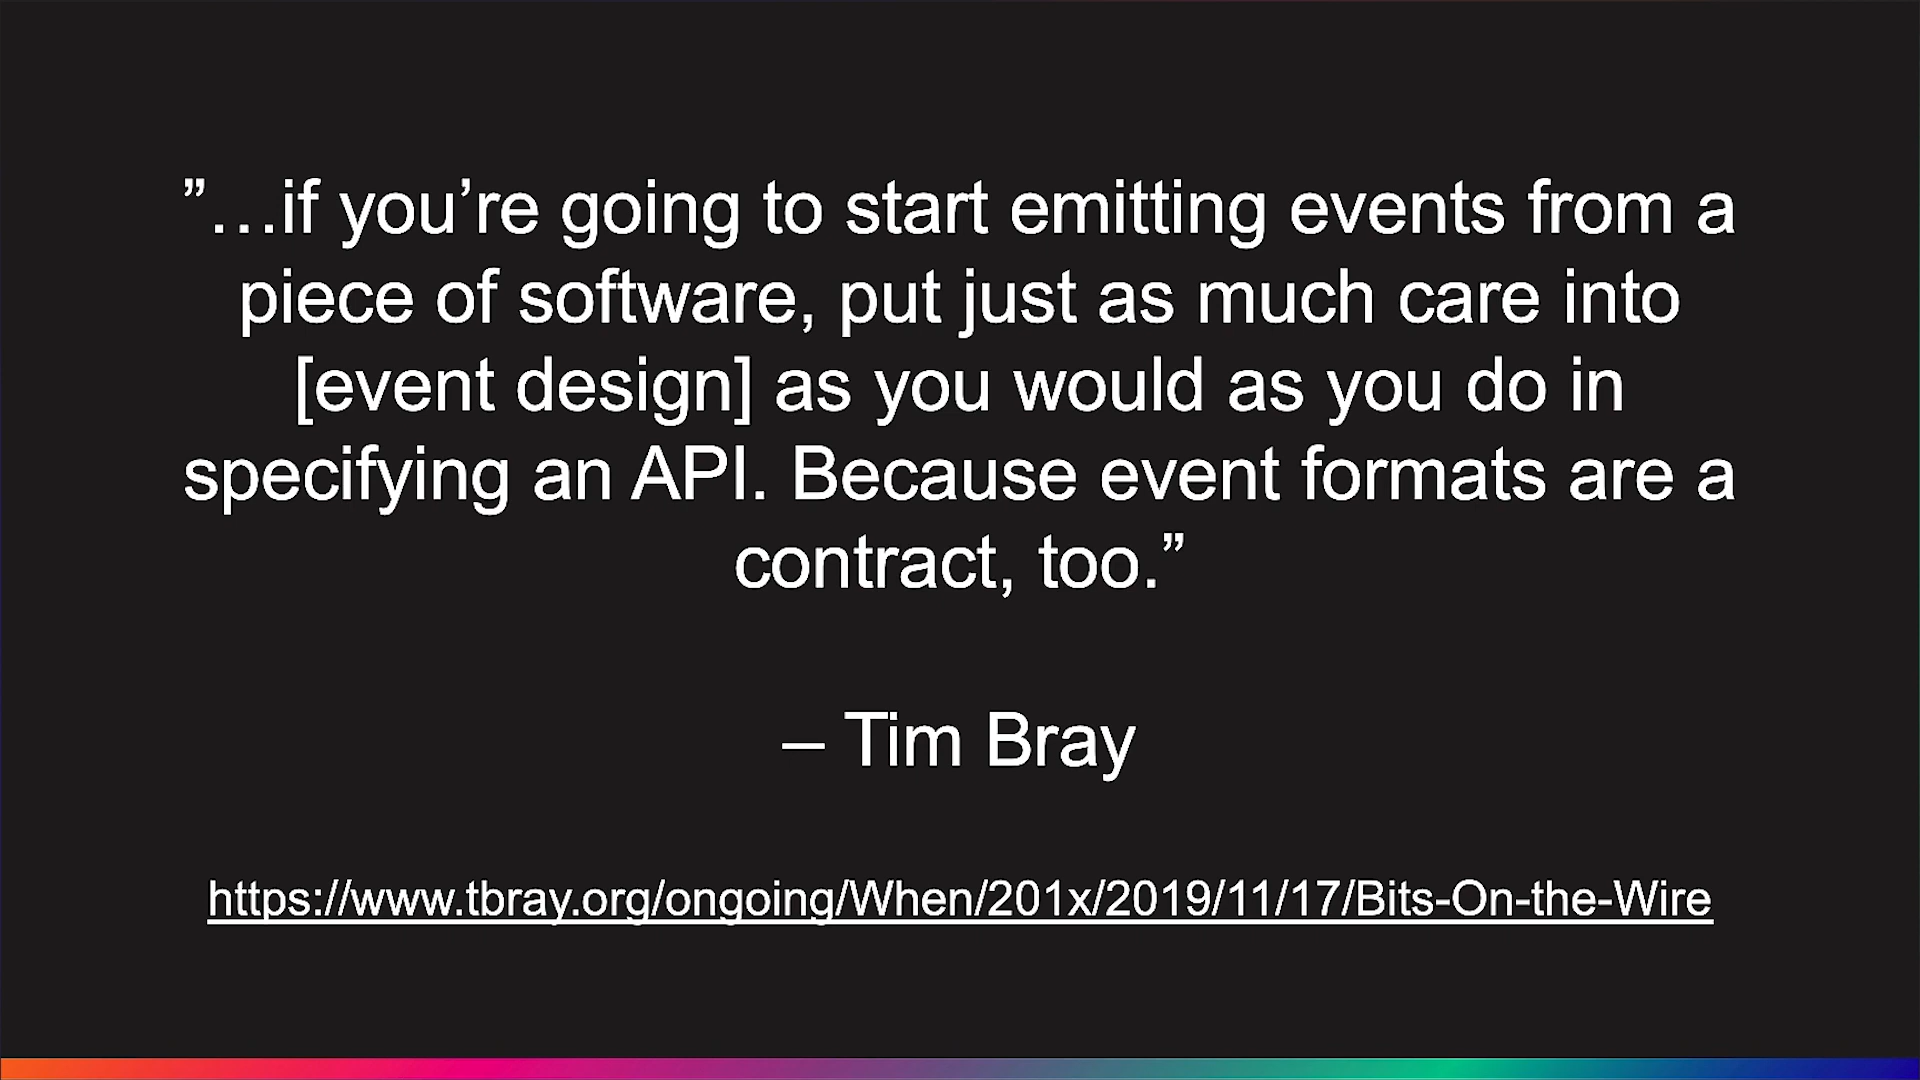 ”…if you’re going to start emitting events from a
piece of software, put just as much care into
[event design] as you would as you do in
specifying an API. Because event formats are a
contract, too.”
– Tim Bray
https://www.tbray.org/ongoing/When/201x/2019/11/17/Bits-On-the-Wire